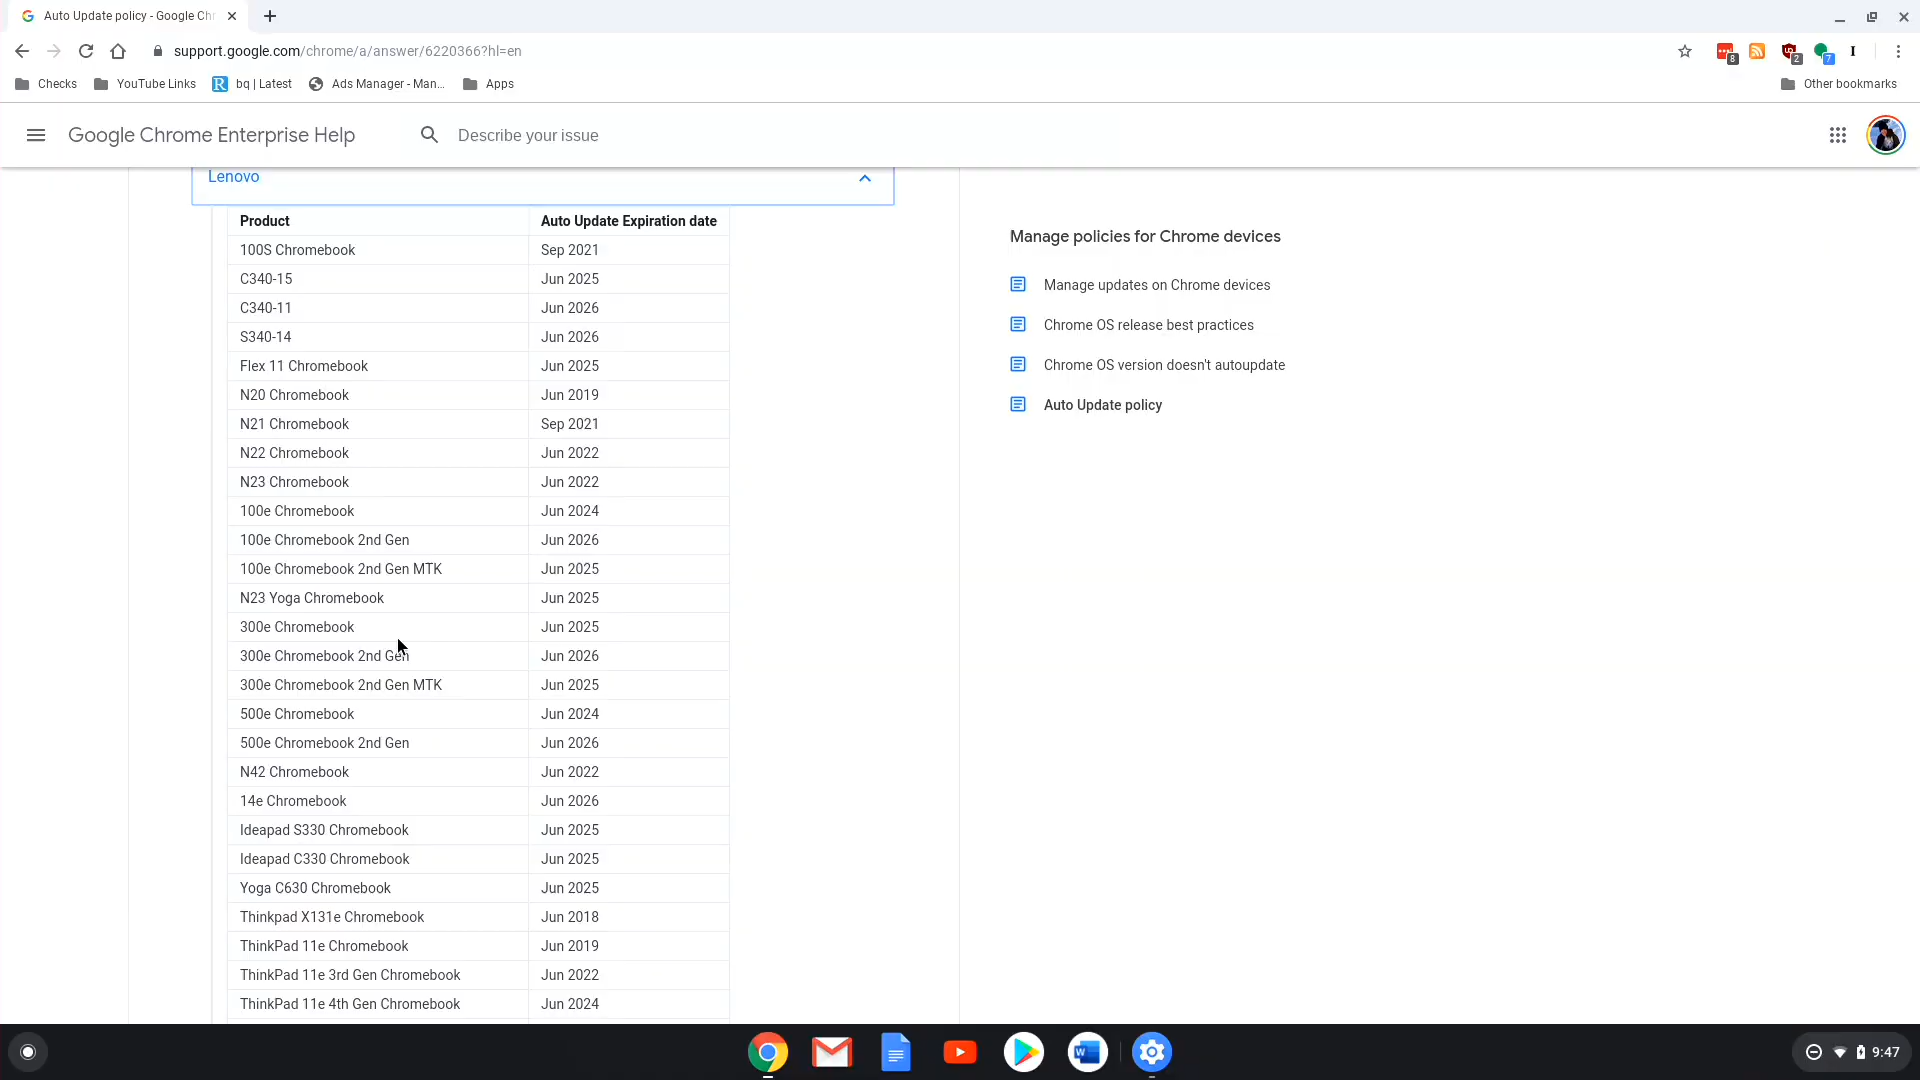 Auto Update policy - Google Chr
support.google.com/chrome/a/answer/6220366?hl=en
8
2
7
I
Checks
YouTube Links
R
bq | Latest
Ads Manager - Man...
Apps
Other bookmarks
Google Chrome Enterprise Help
Describe your issue
Lenovo
Product Auto Update Expiration date
100S Chromebook Sep 2021
C340-15 Jun 2025
C340-11 Jun 2026
S340-14 Jun 2026
Flex 11 Chromebook Jun 2025
N20 Chromebook Jun 2019
N21 Chromebook Sep 2021
N22 Chromebook Jun 2022
N23 Chromebook Jun 2022
100e Chromebook Jun 2024
100e Chromebook 2nd Gen Jun 2026
100e Chromebook 2nd Gen MTK Jun 2025
N23 Yoga Chromebook Jun 2025
300e Chromebook Jun 2025
300e Chromebook 2nd Gen Jun 2026
300e Chromebook 2nd Gen MTK Jun 2025
500e Chromebook Jun 2024
500e Chromebook 2nd Gen Jun 2026
N42 Chromebook Jun 2022
14e Chromebook Jun 2026
Ideapad S330 Chromebook Jun 2025
Ideapad C330 Chromebook Jun 2025
Yoga C630 Chromebook Jun 2025
Thinkpad X131e Chromebook Jun 2018
ThinkPad 11e Chromebook Jun 2019
ThinkPad 11e 3rd Gen Chromebook Jun 2022
ThinkPad 11e 4th Gen Chromebook Jun 2024
Manage policies for Chrome devices
Manage updates on Chrome devices
Chrome OS release best practices
Chrome OS version doesn't autoupdate
Auto Update policy
W
9:47